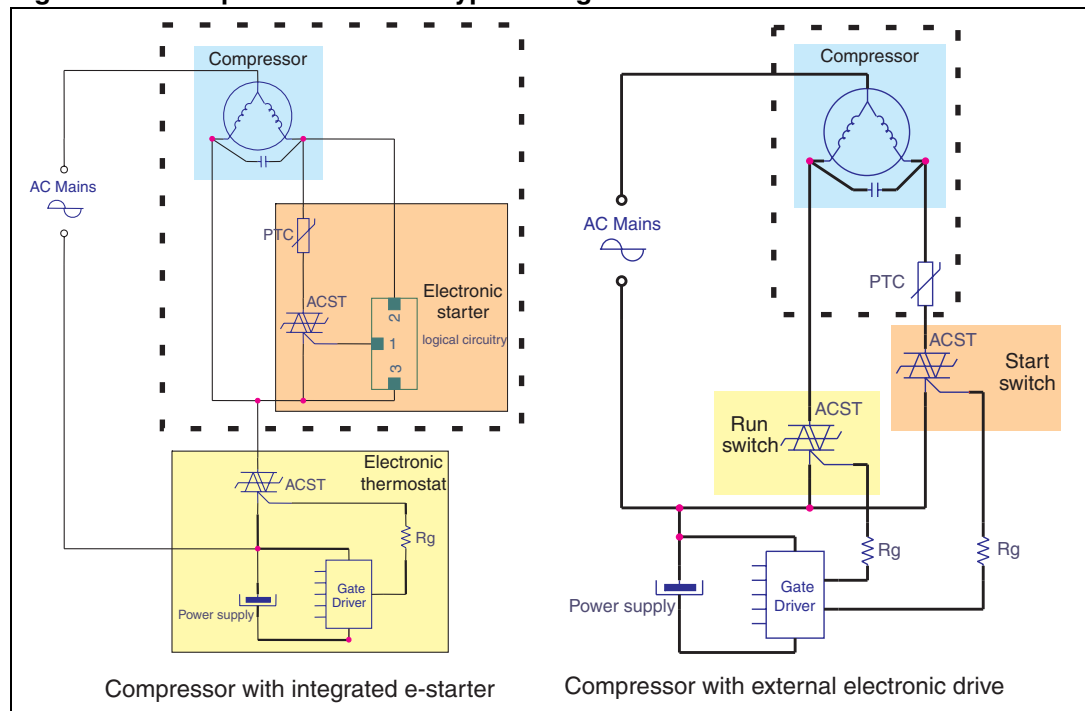 Compressor
AC Mains
PTC
ACST
Electronic
starter
logical circuitry
2
1
3
Electronic
thermostat
ACST
Rg
Gate
Driver
Power supply
Compressor with integrated e-starter
Compressor
AC Mains
PTC
ACST
Start
switch
ACST
Run
switch
Rg
Rg
Gate
Driver
Power supply
Compressor with external electronic drive